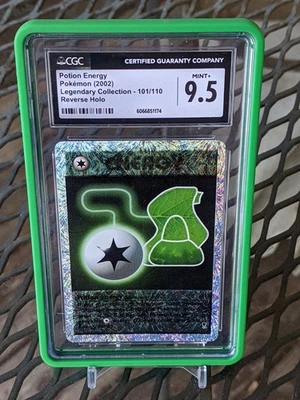 CGC
CERTIFIED GUARANTY COMPANY
Potion Energy
Pokémon (2002)
Legendary Collection - 101/110
Reverse Holo
6066851174
MINT+
9.5
ENERGY